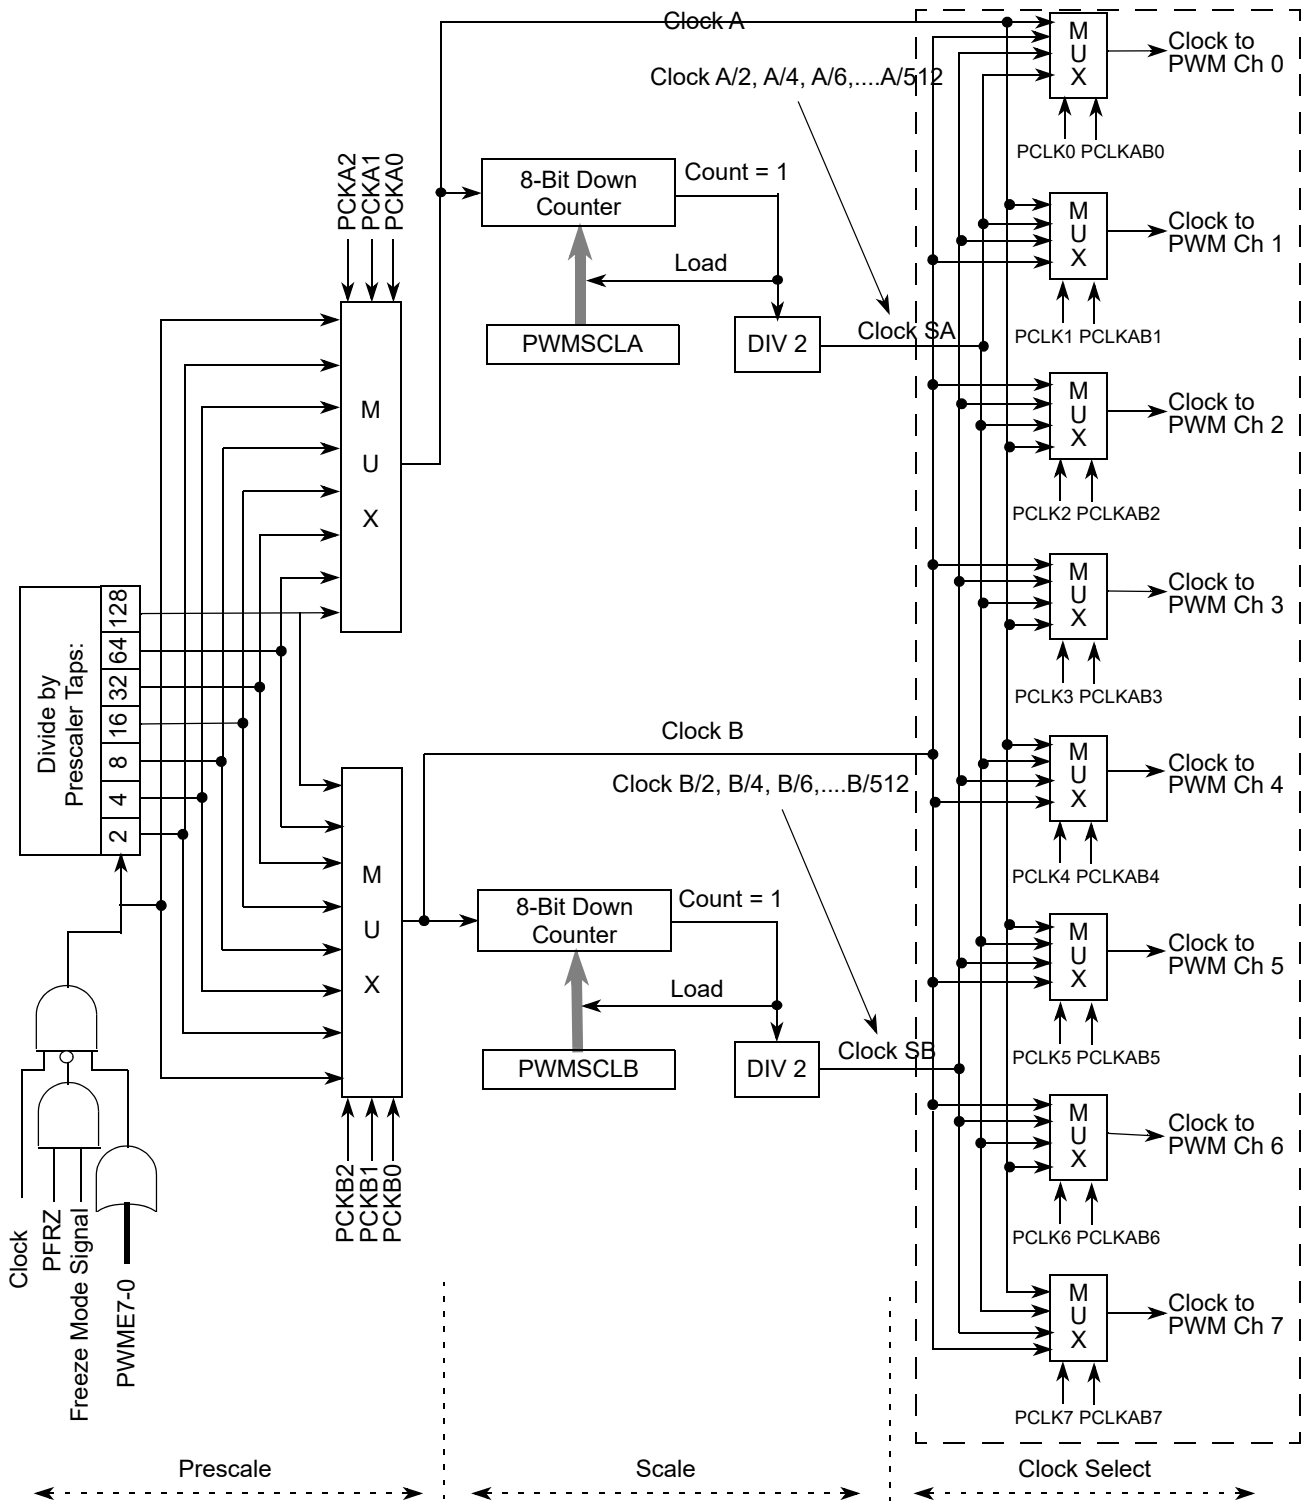 Clock A
Clock A/2, A/4, A/6,....A/512
PCKA2
PCKA1
PCKA0
8-Bit Down
Counter
Count = 1
Load
PWMSCLA
DIV 2
Clock SA
M
U
X
Divide by
Prescaler Taps:
128
64
32
16
8
4
2
M
U
X
PCKB2
PCKB1
PCKB0
Clock B
Clock B/2, B/4, B/6,....B/512
8-Bit Down
Counter
Count = 1
Load
PWMSCLB
DIV 2
Clock SB
Clock
PFRZ
Freeze Mode Signal
PWME7-0
M
U
X
Clock to
PWM Ch 0
PCLK0 PCLKAB0
M
U
X
Clock to
PWM Ch 1
PCLK1 PCLKAB1
M
U
X
Clock to
PWM Ch 2
PCLK2 PCLKAB2
M
U
X
Clock to
PWM Ch 3
PCLK3 PCLKAB3
M
U
X
Clock to
PWM Ch 4
PCLK4 PCLKAB4
M
U
X
Clock to
PWM Ch 5
PCLK5 PCLKAB5
M
U
X
Clock to
PWM Ch 6
PCLK6 PCLKAB6
M
U
X
Clock to
PWM Ch 7
PCLK7 PCLKAB7
Prescale
Scale
Clock Select